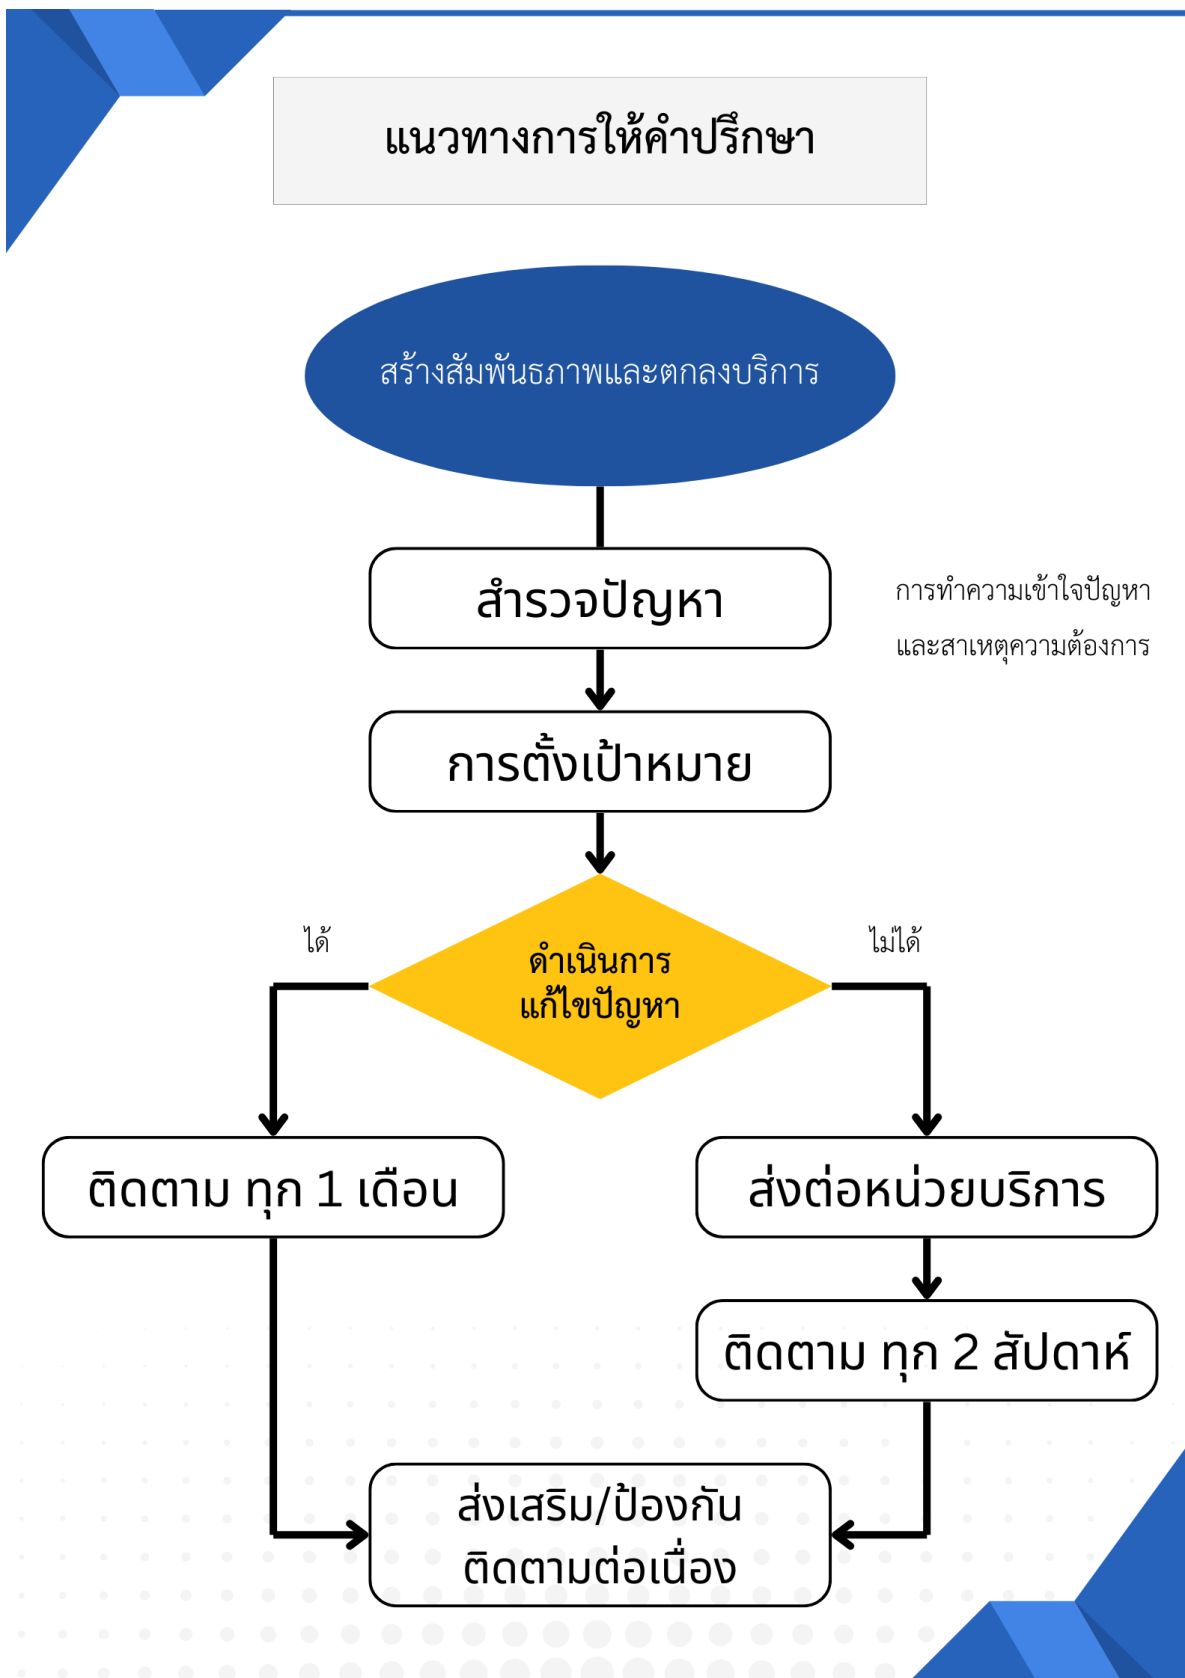 แนวทางการให้คำปรึกษา
สร้างสัมพันธภาพและตกลงบริการ
สำรวจปัญหา
การทำความเข้าใจปัญหา
และสาเหตุความต้องการ
การตั้งเป้าหมาย
ได้
ไม่ได้
ดำเนินการ
แก้ไขปัญหา
ติดตาม ทุก 1 เดือน
ส่งต่อหน่วยบริการ
ติดตาม ทุก 2 สัปดาห์
ส่งเสริม/ป้องกัน
ติดตามต่อเนื่อง